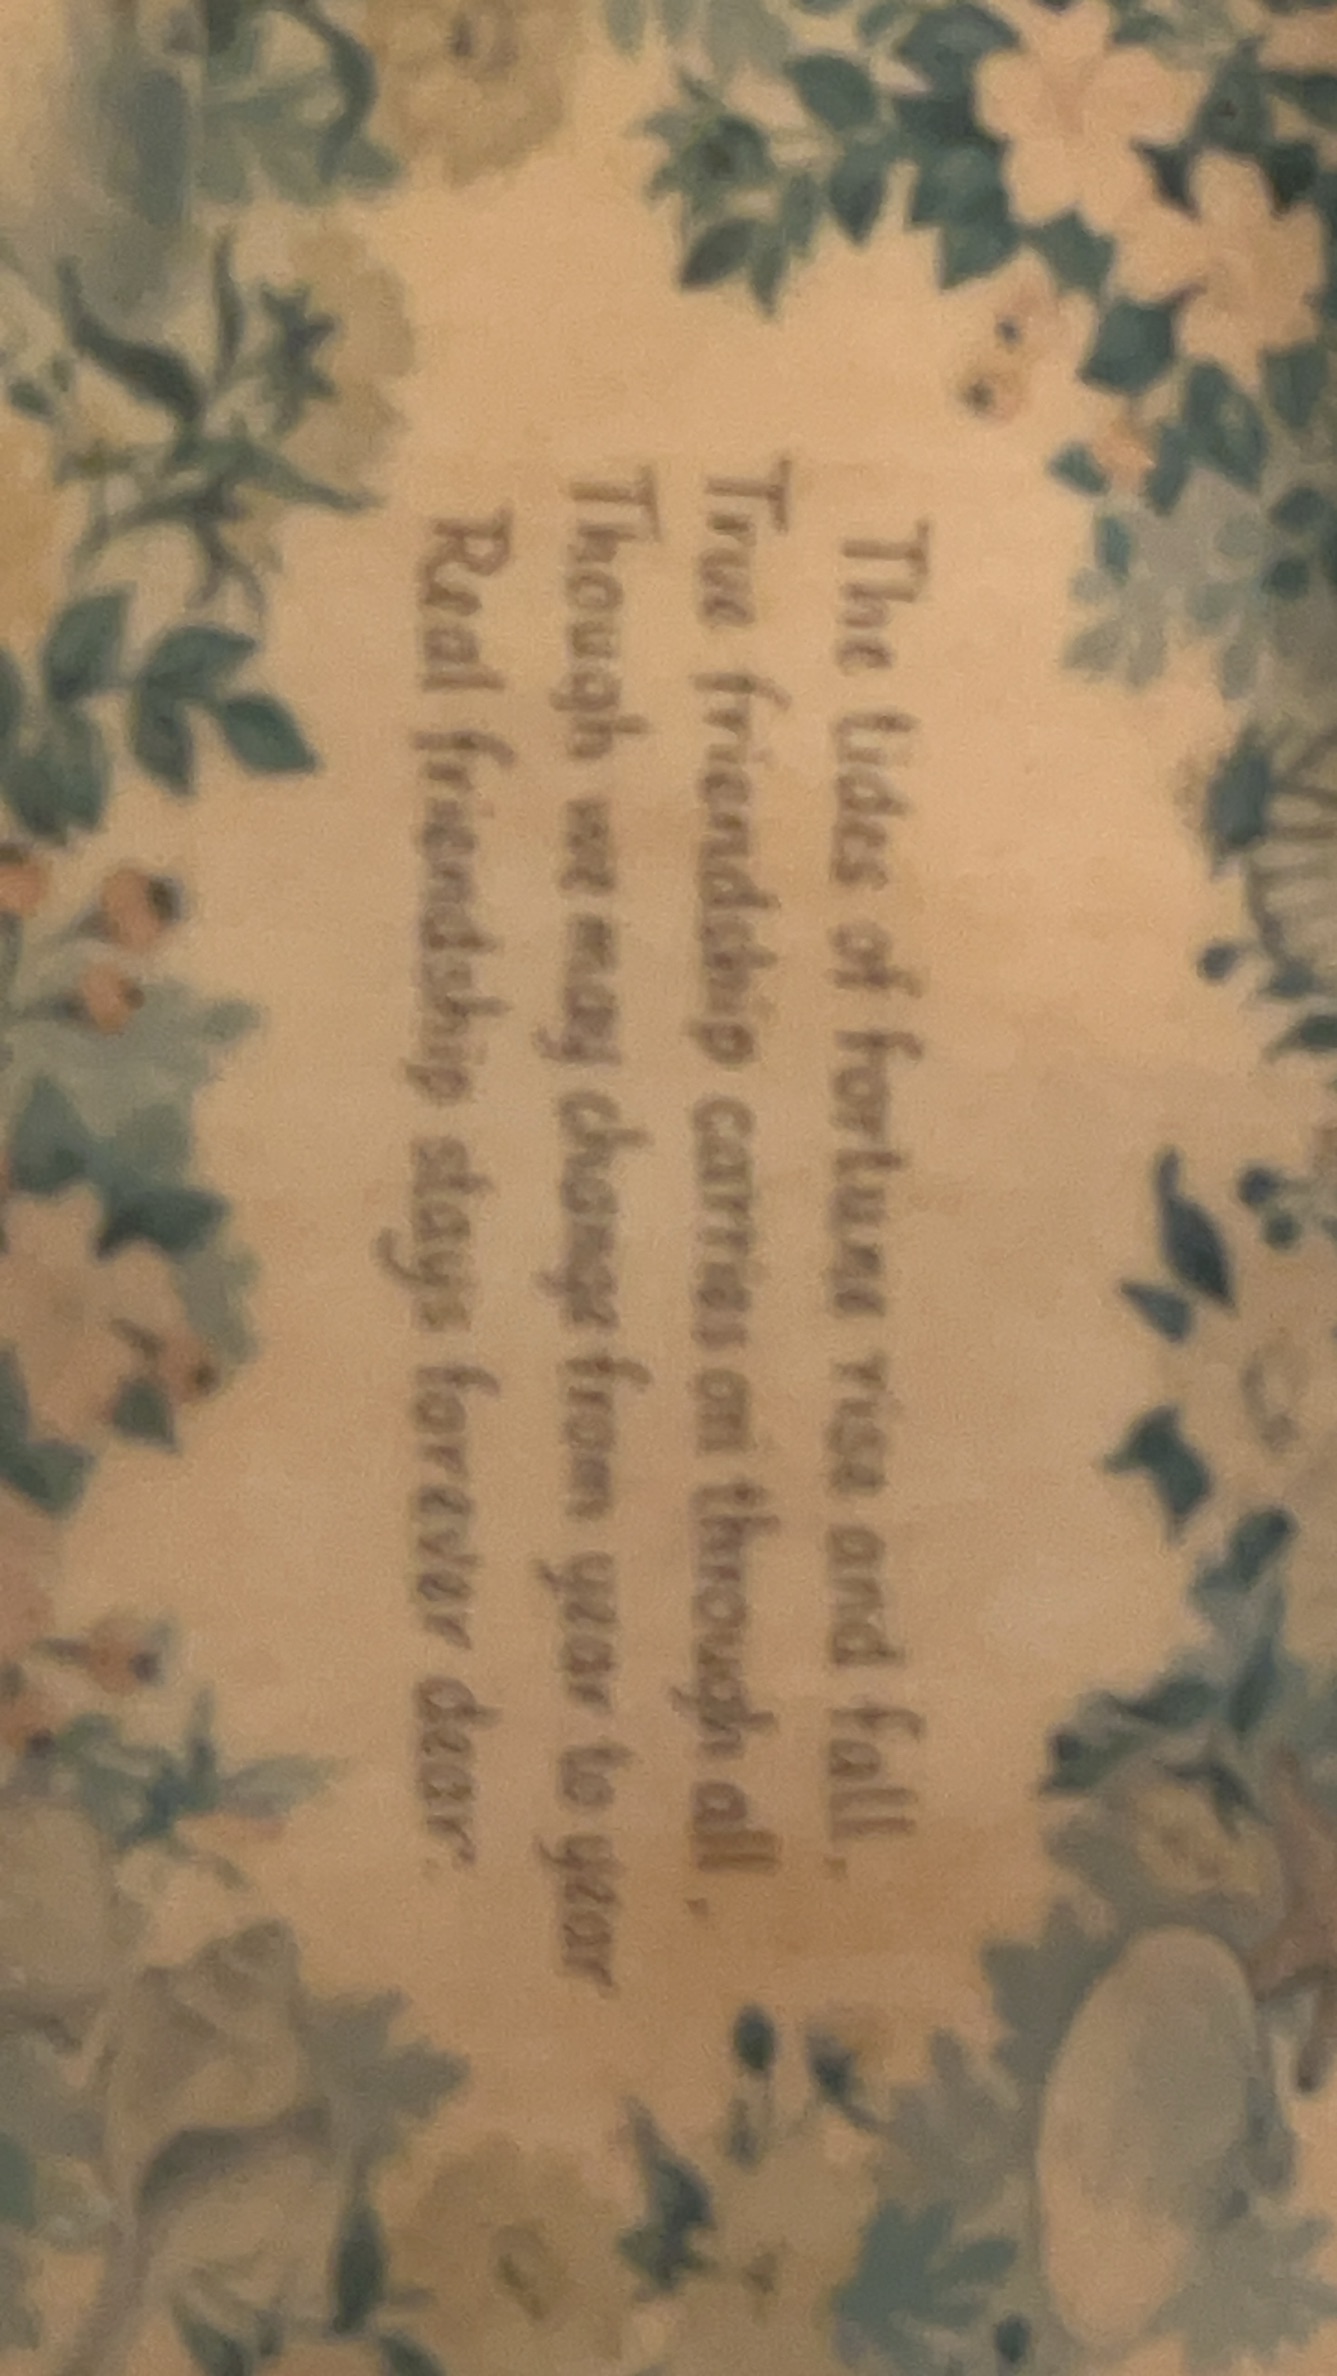 The tides of fortune rise and fall,
True friendship carries on through all,
Though we may change from year to year
Real friendship stays forever dear.